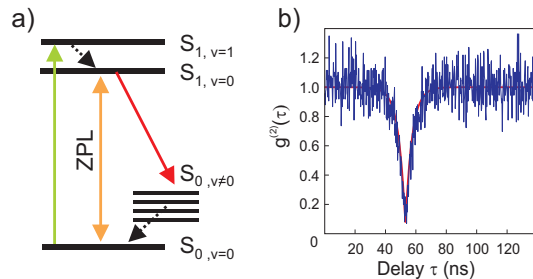 a)
S1, v=1
S1, v=0
ZPL
S0 ,v≠0
S0 ,v=0
b)
g(2)(τ)
1.2
1.0
0.8
0.6
0.4
0.2
0
0 20 40 60 80 100 120
Delay τ (ns)